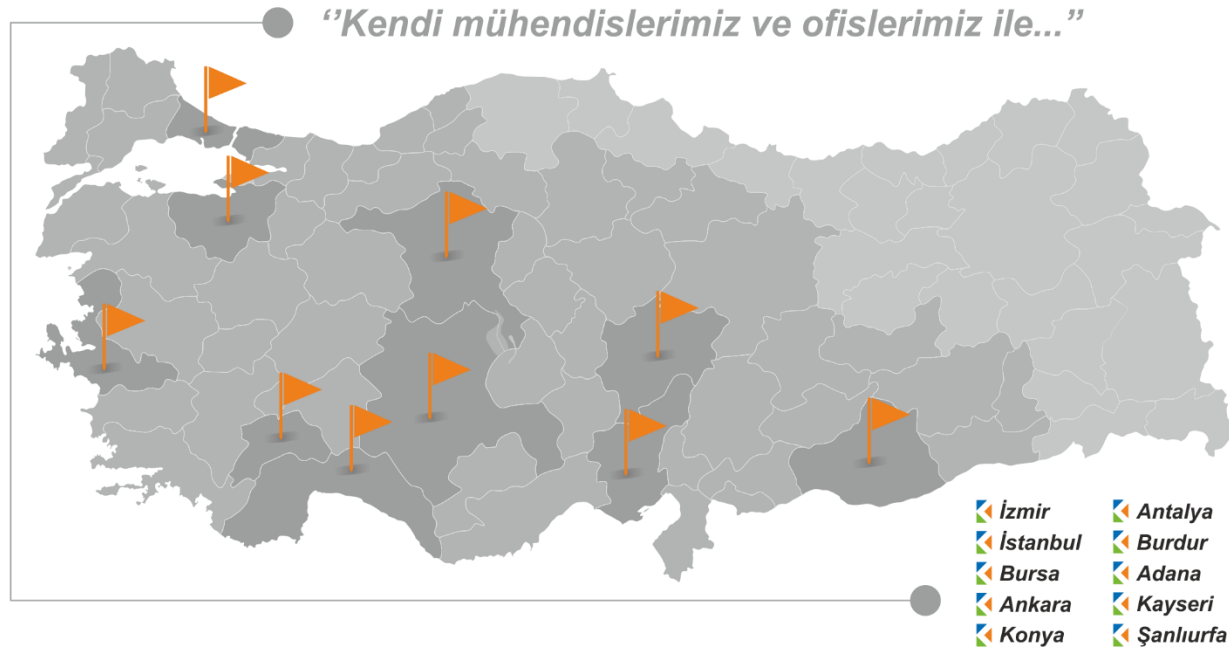 ‘’Kendi mühendislerimiz ve ofislerimiz ile...”
İzmir
İstanbul
Bursa
Ankara
Konya
Antalya
Burdur
Adana
Kayseri
Şanlıurfa